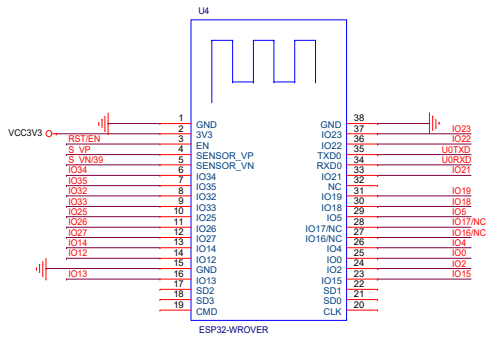 U4
1 GND GND 38
VCC3V3 2 3V3 IO23 37 IO23
RST/EN 3 EN IO22 36 IO22
S_VP 4 SENSOR_VP TXD0 35 U0TXD
S_VN/39 5 SENSOR_VN RXD0 34 U0RXD
IO34 6 IO34 IO21 33 IO21
IO35 7 IO35 NC 32
IO32 8 IO32 IO19 31 IO19
IO33 9 IO33 IO18 30 IO18
IO25 10 IO25 IO5 29 IO5
IO26 11 IO26 IO17/NC 28 IO17/NC
IO27 12 IO27 IO16/NC 27 IO16/NC
IO14 13 IO14 IO4 26 IO4
IO12 14 IO12 IO0 25 IO0
15 GND IO2 24 IO2
IO13 16 IO13 IO15 23 IO15
17 SD2 SD1 22
18 SD3 SD0 21
19 CMD CLK 20
ESP32-WROVER